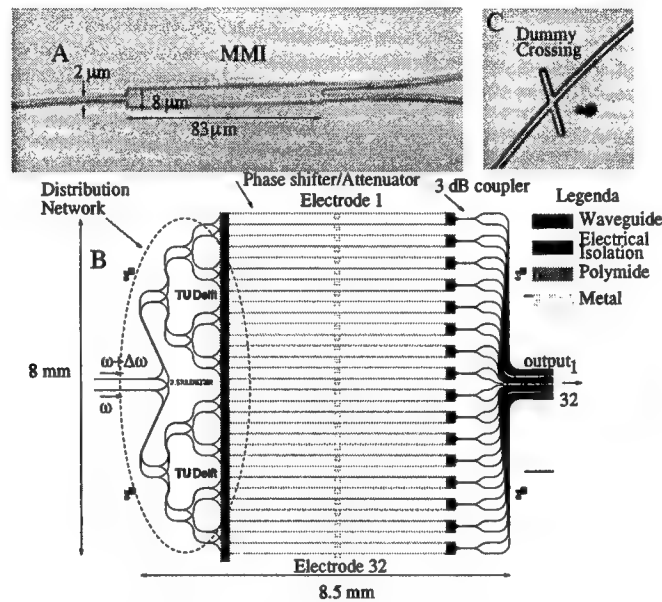 A
MMI
2 µm
8 µm
83 µm
C
Dummy
Crossing
Distribution
Network
Phase shifter/Attenuator
Electrode 1
3 dB coupler
Legenda
Waveguide
Electrical
Isolation
Polymide
Metal
B
TU Delft
8 mm
ω+Δω
ω
TU Delft
output 1
32
Electrode 32
8.5 mm